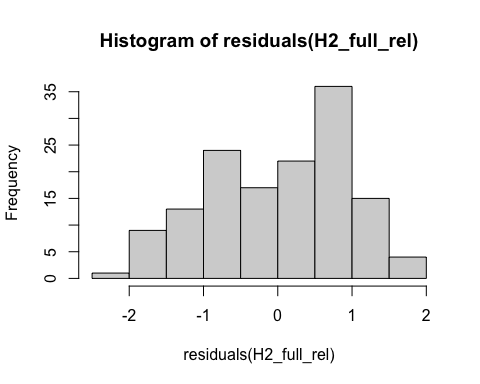 Histogram of residuals(H2_full_rel)
Frequency
35
25
15
5
0
-2 -1 0 1 2
residuals(H2_full_rel)